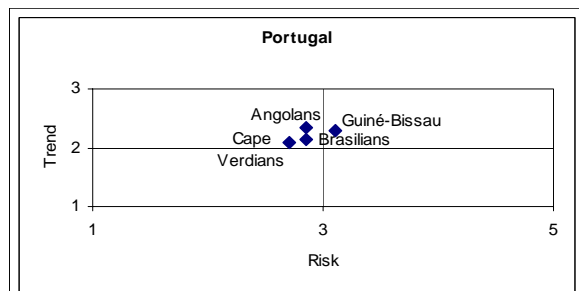 Portugal
3
Angolans
Guiné-Bissau
Trend
2
Cape
Verdians
Brasilians
1
1
3
5
Risk